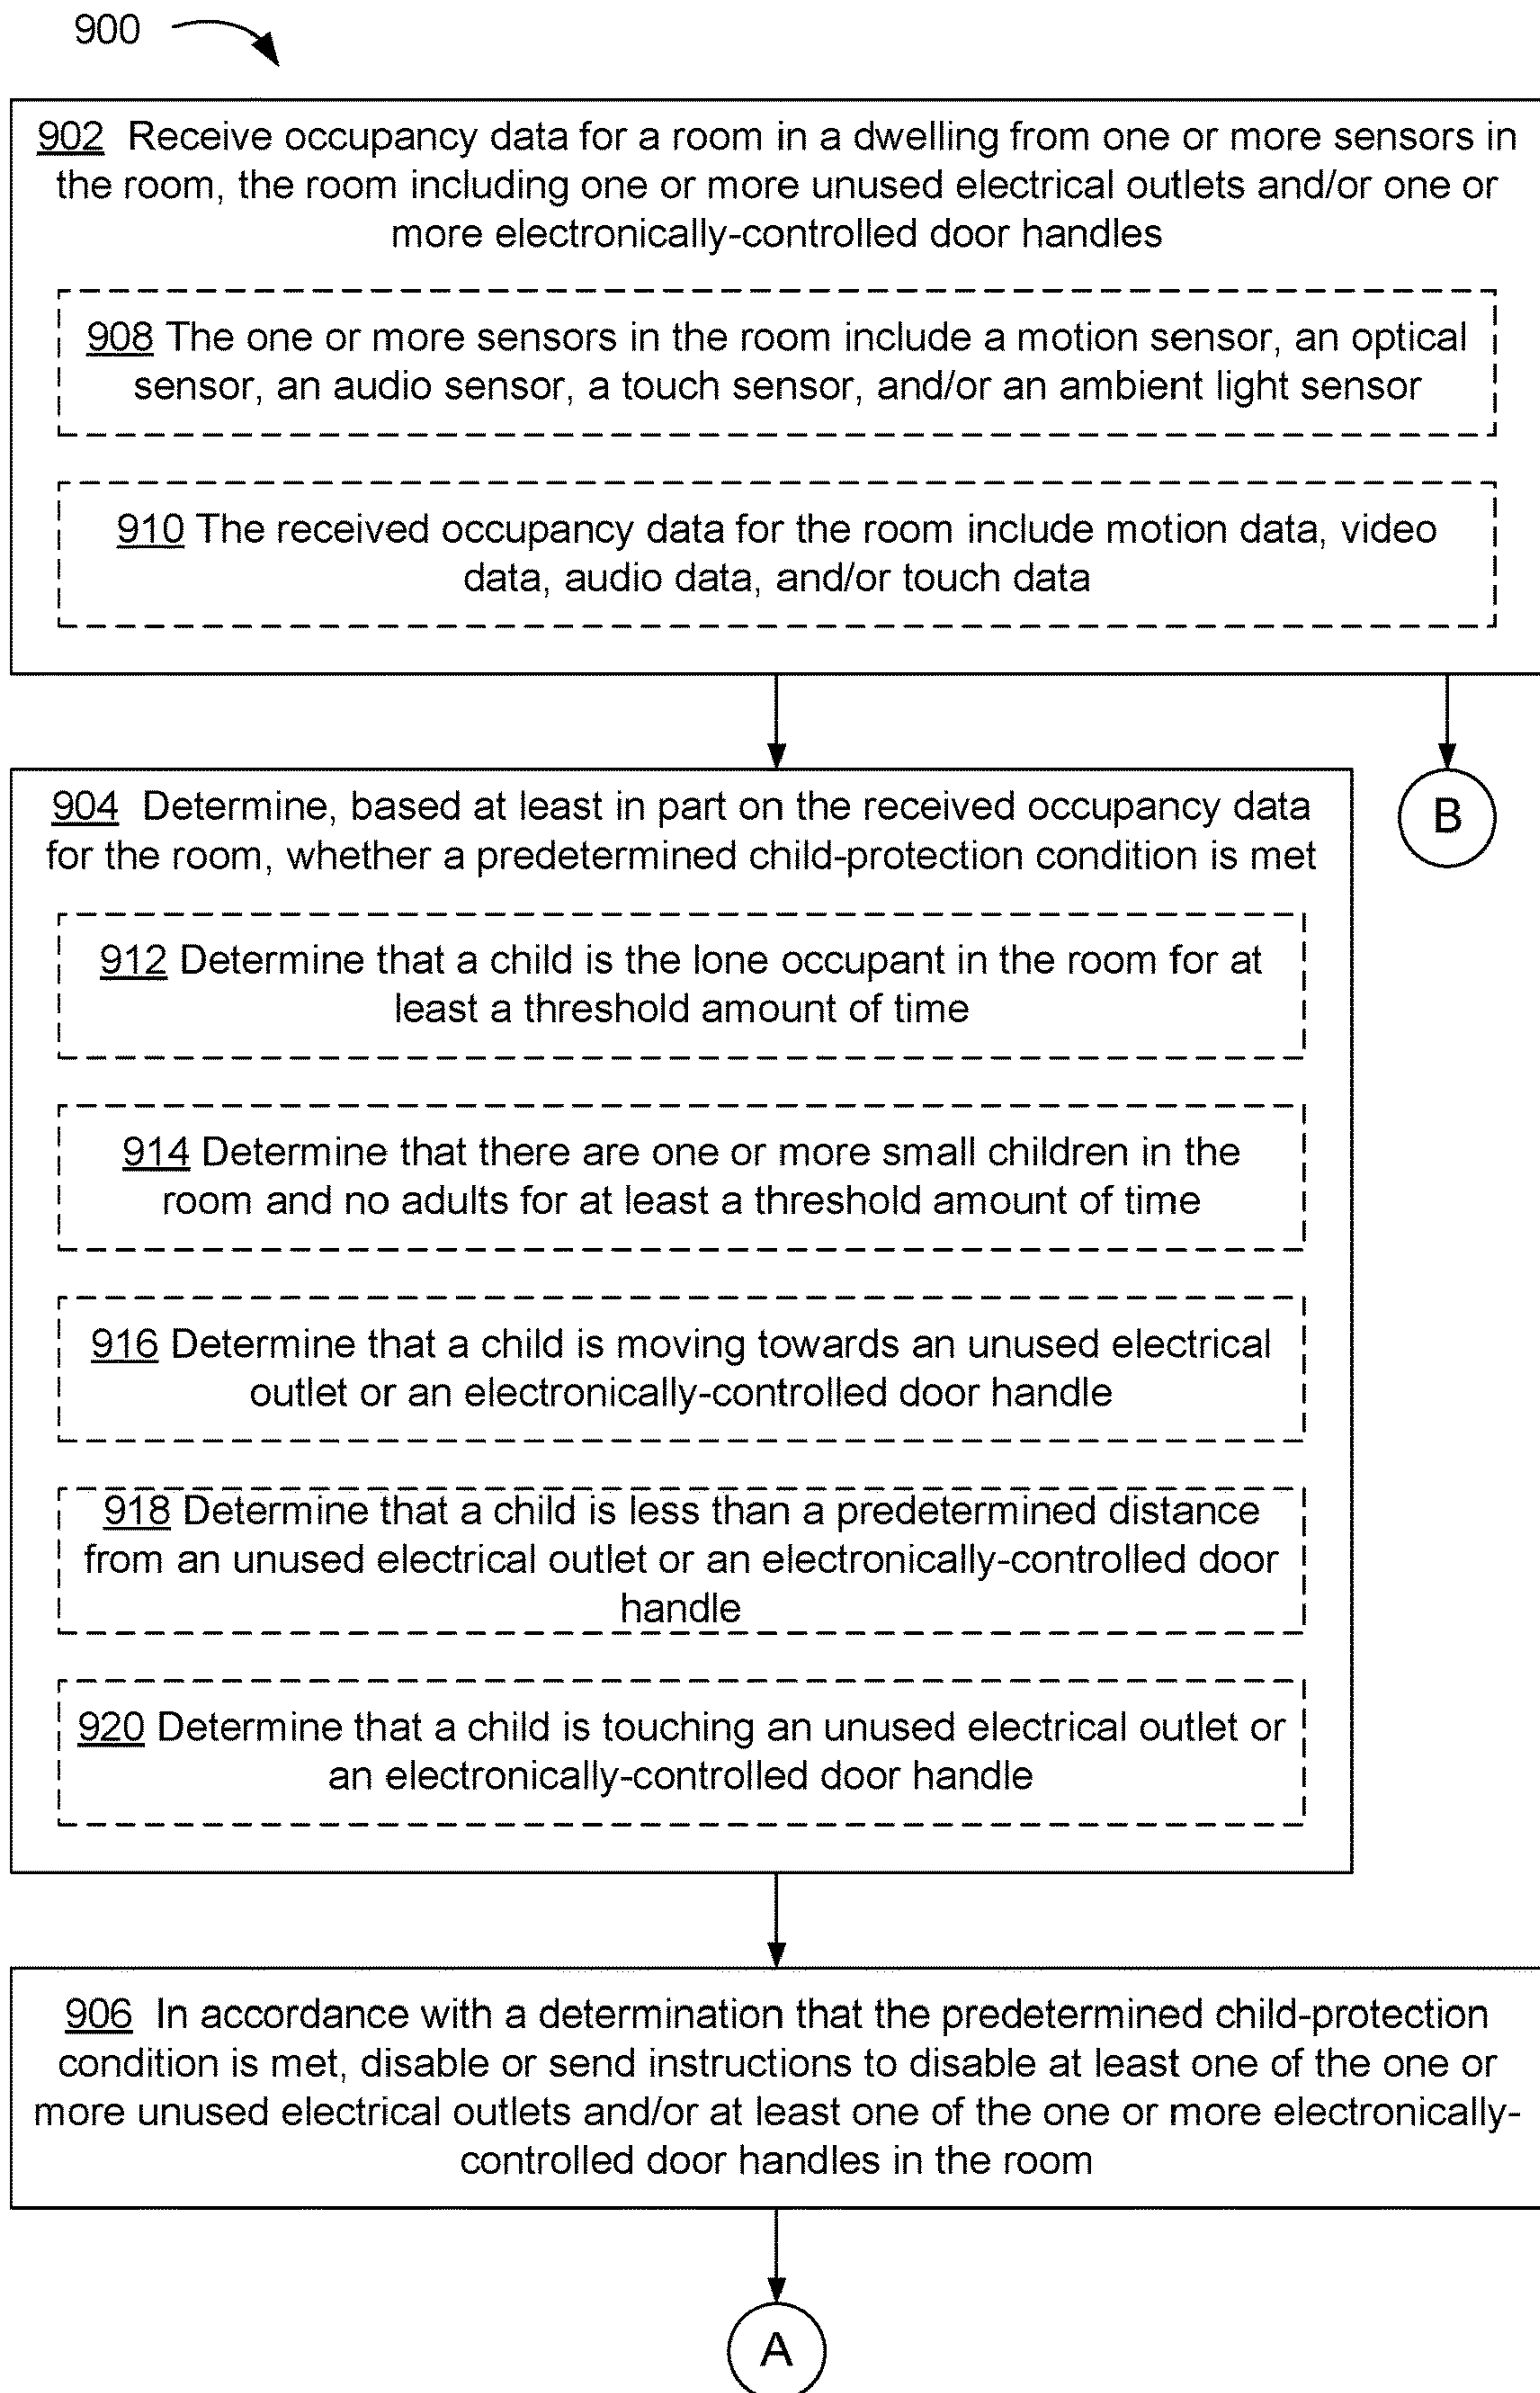 900
902 Receive occupancy data for a room in a dwelling from one or more sensors in
the room, the room including one or more unused electrical outlets and/or one or
more electronically-controlled door handles
908 The one or more sensors in the room include a motion sensor, an optical
sensor, an audio sensor, a touch sensor, and/or an ambient light sensor
910 The received occupancy data for the room include motion data, video
data, audio data, and/or touch data
904 Determine, based at least in part on the received occupancy data
for the room, whether a predetermined child-protection condition is met
B
912 Determine that a child is the lone occupant in the room for at
least a threshold amount of time
914 Determine that there are one or more small children in the
room and no adults for at least a threshold amount of time
916 Determine that a child is moving towards an unused electrical
outlet or an electronically-controlled door handle
918 Determine that a child is less than a predetermined distance
from an unused electrical outlet or an electronically-controlled door
handle
920 Determine that a child is touching an unused electrical outlet or
an electronically-controlled door handle
906 In accordance with a determination that the predetermined child-protection
condition is met, disable or send instructions to disable at least one of the one or
more unused electrical outlets and/or at least one of the one or more electronically-
controlled door handles in the room
A